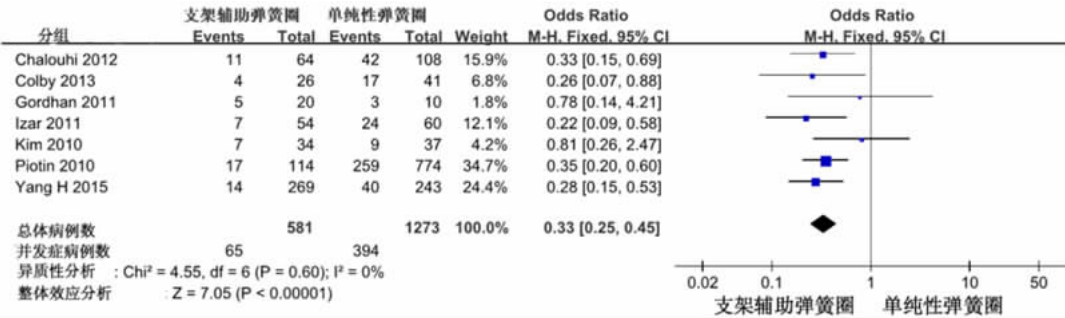 支架辅助弹簧圈 单纯性弹簧圈 Odds Ratio Odds Ratio
分组 Events Total Events Total Weight M-H, Fixed, 95% CI M-H, Fixed, 95% CI
Chalouhi 2012 11 64 42 108 15.9% 0.33 [0.15, 0.69]
Colby 2013 4 26 17 41 6.8% 0.26 [0.07, 0.88]
Gordhan 2011 5 20 3 10 1.8% 0.78 [0.14, 4.21]
Izar 2011 7 54 24 60 12.1% 0.22 [0.09, 0.58]
Kim 2010 7 34 9 37 4.2% 0.81 [0.26, 2.47]
Piotin 2010 17 114 259 774 34.7% 0.35 [0.20, 0.60]
Yang H 2015 14 269 40 243 24.4% 0.28 [0.15, 0.53]
总体病例数 581 1273 100.0% 0.33 [0.25, 0.45]
并发症病例数 65 394
异质性分析 : Chi² = 4.55, df = 6 (P = 0.60); I² = 0%
整体效应分析 : Z = 7.05 (P < 0.00001)
0.02 0.1 1 10 50
支架辅助弹簧圈 单纯性弹簧圈